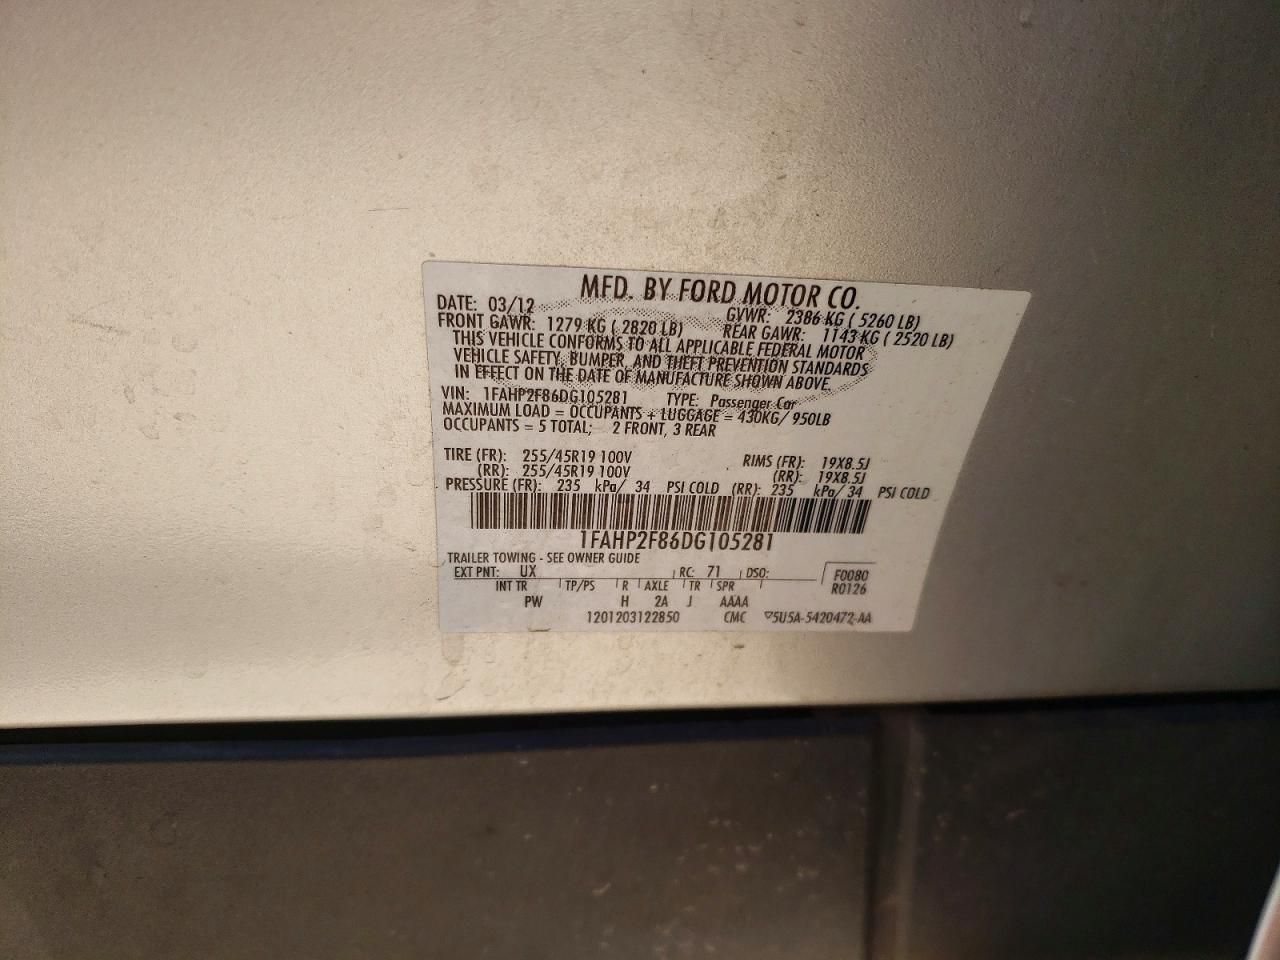 MFD. BY FORD MOTOR CO.
DATE: 03/12 GVWR: 2386 KG ( 5260 LB)
FRONT GAWR: 1279 KG ( 2820 LB) REAR GAWR: 1143 KG ( 2520 LB)
THIS VEHICLE CONFORMS TO ALL APPLICABLE FEDERAL MOTOR
VEHICLE SAFETY, BUMPER, AND THEFT PREVENTION STANDARDS
IN EFFECT ON THE DATE OF MANUFACTURE SHOWN ABOVE.
VIN: 1FAHP2F86DG105281 TYPE: Passenger Car
MAXIMUM LOAD = OCCUPANTS + LUGGAGE = 430KG/ 950LB
OCCUPANTS = 5 TOTAL; 2 FRONT, 3 REAR
TIRE (FR): 255/45R19 100V RIMS (FR): 19X8.5J
(RR): 255/45R19 100V (RR): 19X8.5J
PRESSURE (FR): 235 kPa/ 34 PSI COLD (RR): 235 kPa/ 34 PSI COLD
1FAHP2F86DG105281
TRAILER TOWING - SEE OWNER GUIDE
EXT PNT: UX RC: 71 DSO: F0080
INT TR TP/PS R AXLE TR SPR R0126
PW H 2A J AAAA
1201203122850 CMC ▽5U5A-5420472-AA